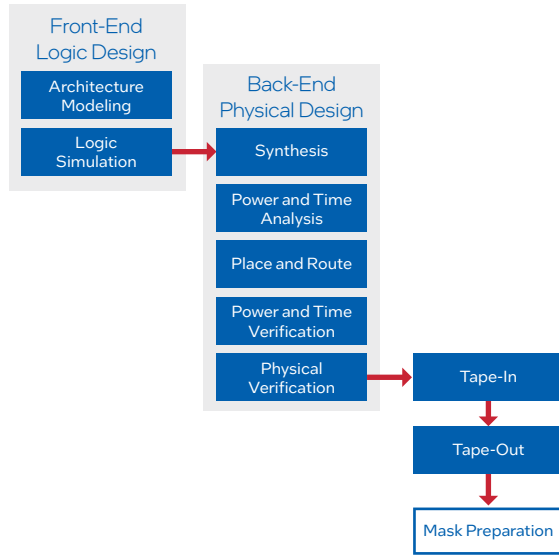 Front-End
Logic Design
Architecture
Modeling
Logic
Simulation
Back-End
Physical Design
Synthesis
Power and Time
Analysis
Place and Route
Power and Time
Verification
Physical
Verification
Tape-In
Tape-Out
Mask Preparation